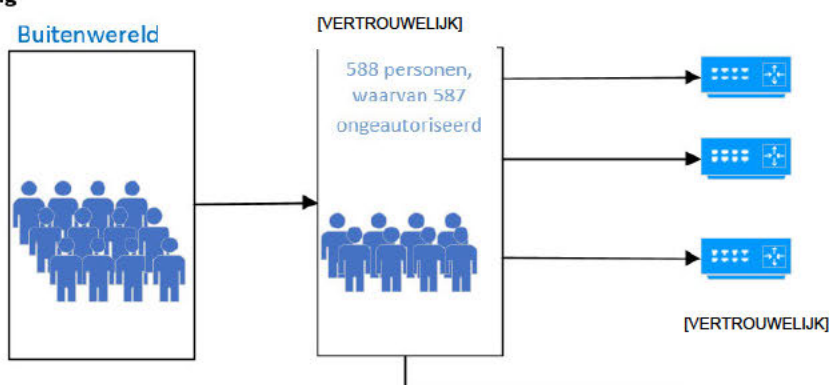 [VERTROUWELIJK]
Buitenwereld
588 personen,
waarvan 587
ongeautoriseerd
[VERTROUWELIJK]